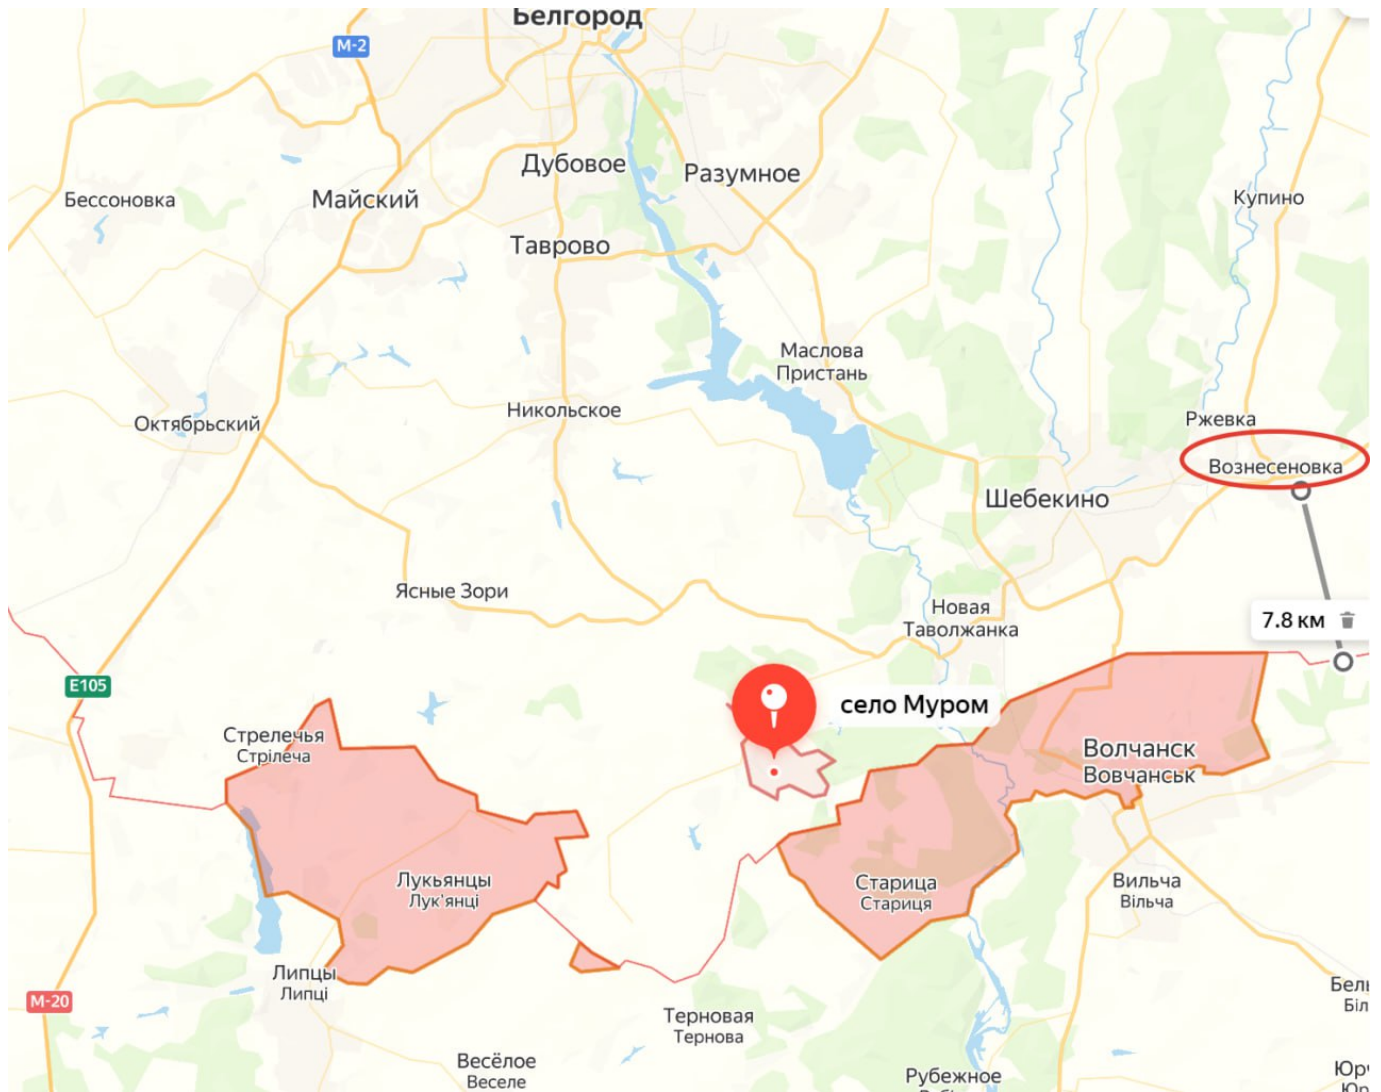 Белгород
М-2
Дубовое
Разумное
Бессоновка
Майский
Купино
Таврово
Маслова
Пристань
Никольское
Октябрьский
Ржевка
Вознесеновка
Шебекино
Ясные Зори
Новая
Таволжанка
7.8 км
E105
село Муром
Стрелечья
Стрілеча
Волчанск
Вовчанськ
Лукьянцы
Лук'янці
Старица
Стариця
Вильча
Вільча
Липцы
Липці
М-20
Терновая
Тернова
Весёлое
Веселе
Рубежное